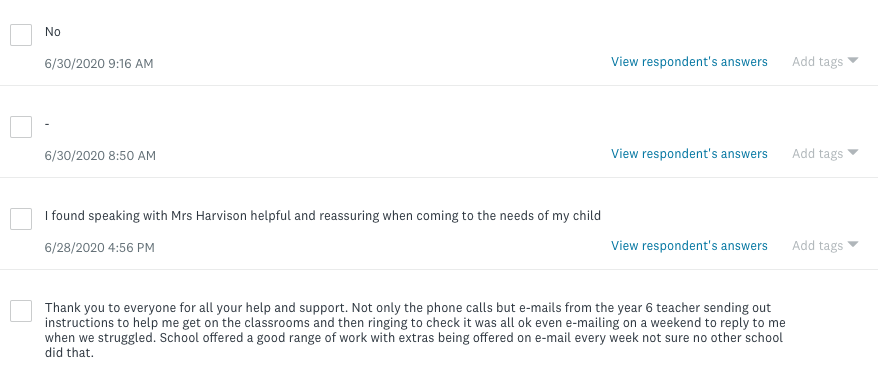 No
6/30/2020 9:16 AM
View respondent's answers
Add tags
-
6/30/2020 8:50 AM
View respondent's answers
Add tags
I found speaking with Mrs Harvison helpful and reassuring when coming to the needs of my child
6/28/2020 4:56 PM
View respondent's answers
Add tags
Thank you to everyone for all your help and support. Not only the phone calls but e-mails from the year 6 teacher sending out
instructions to help me get on the classrooms and then ringing to check it was all ok even e-mailing on a weekend to reply to me
when we struggled. School offered a good range of work with extras being offered on e-mail every week not sure no other school
did that.